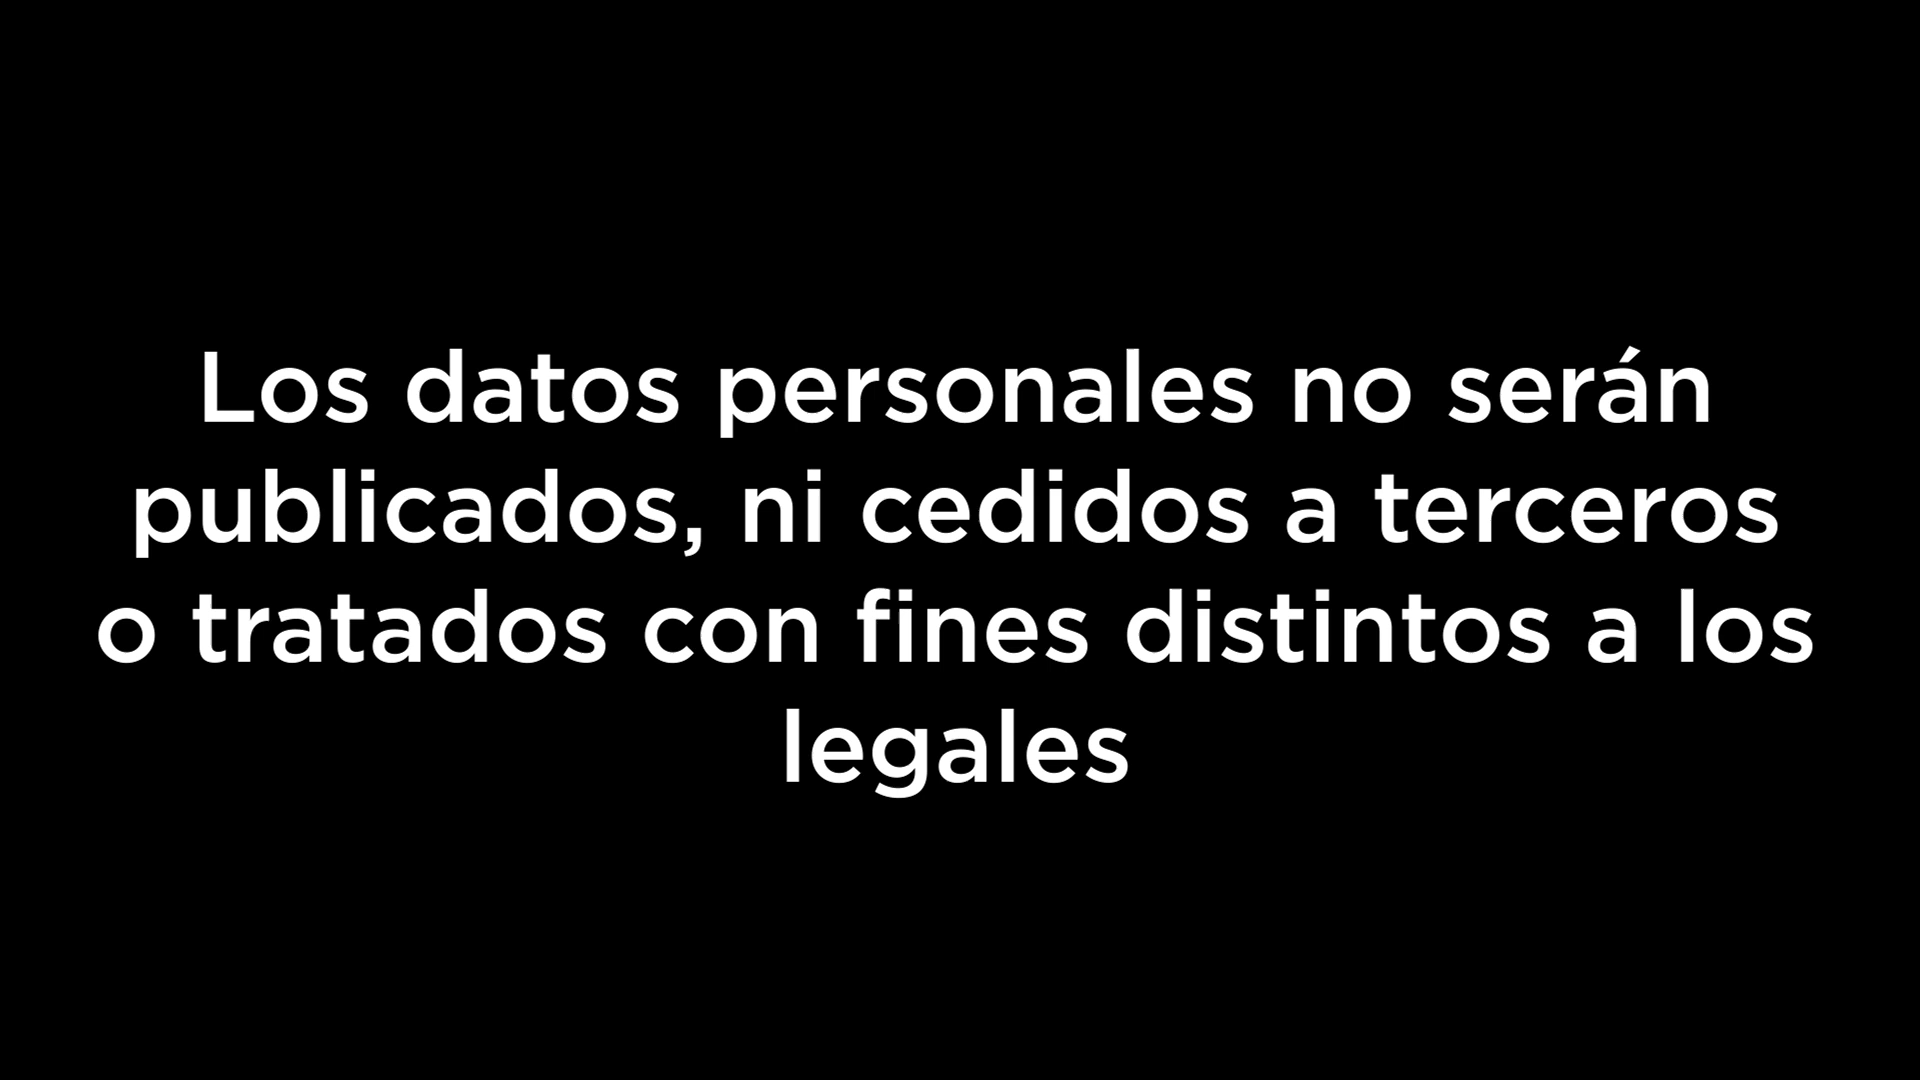 Los datos personales no serán
publicados, ni cedidos a terceros
o tratados con fines distintos a los
legales